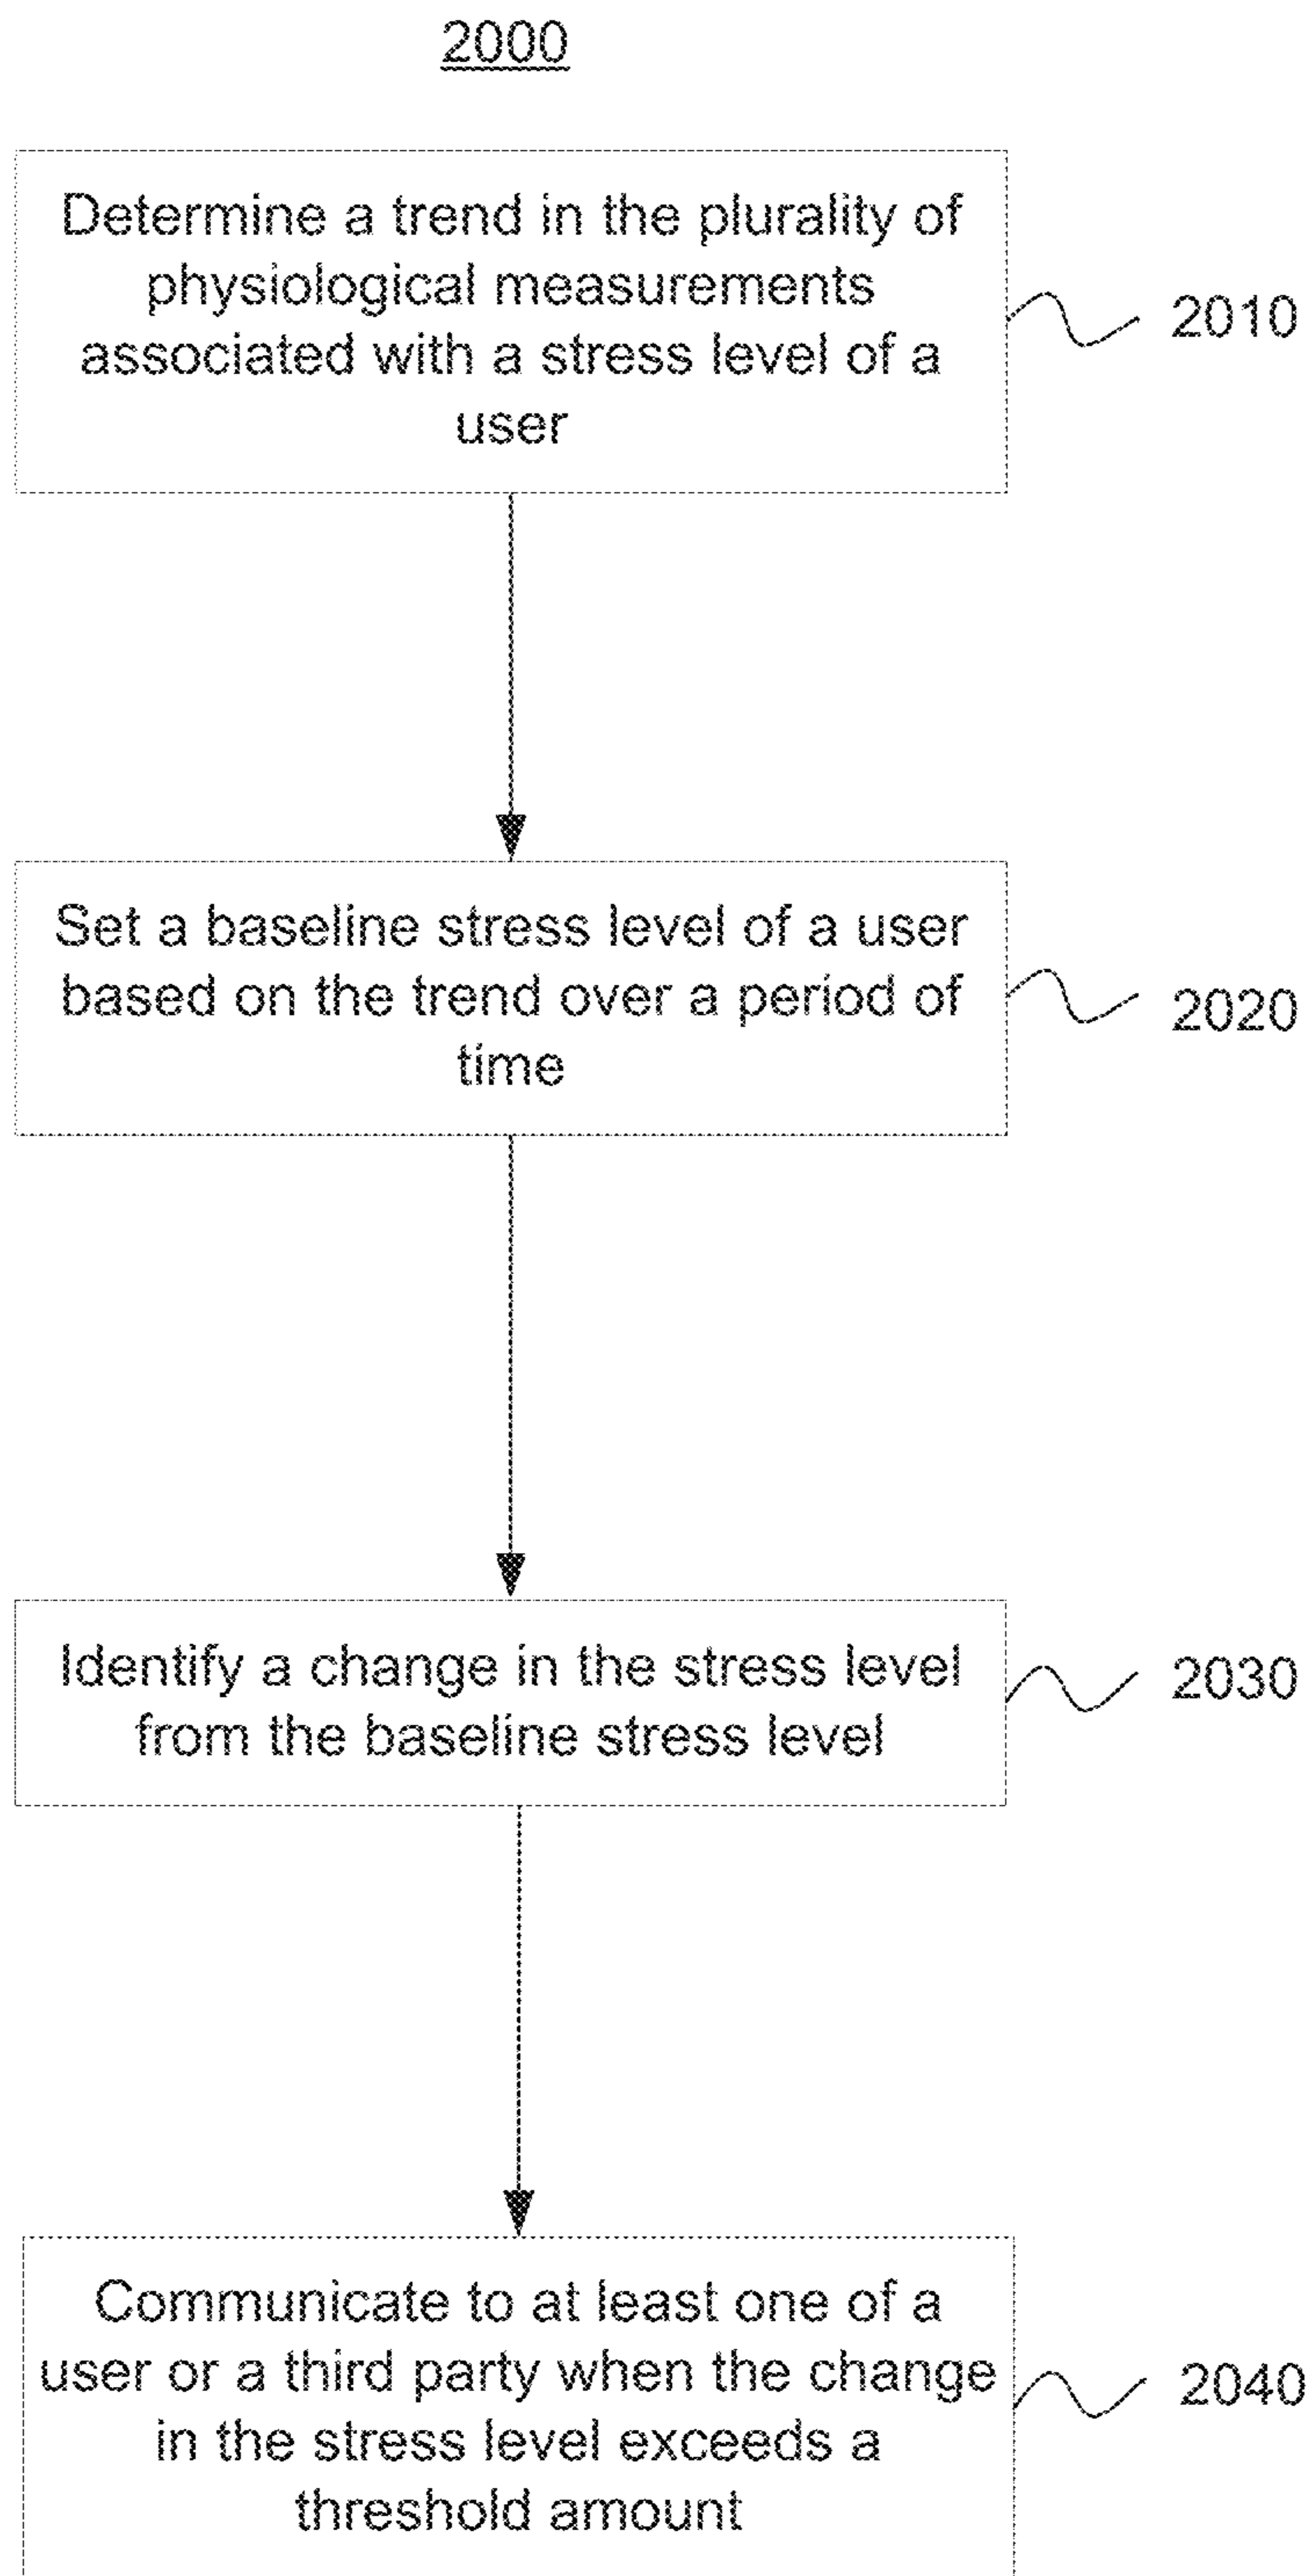 2000
Determine a trend in the plurality of
physiological measurements
associated with a stress level of a
user
2010
Set a baseline stress level of a user
based on the trend over a period of
time
2020
Identify a change in the stress level
from the baseline stress level
2030
Communicate to at least one of a
user or a third party when the change
in the stress level exceeds a
threshold amount
2040